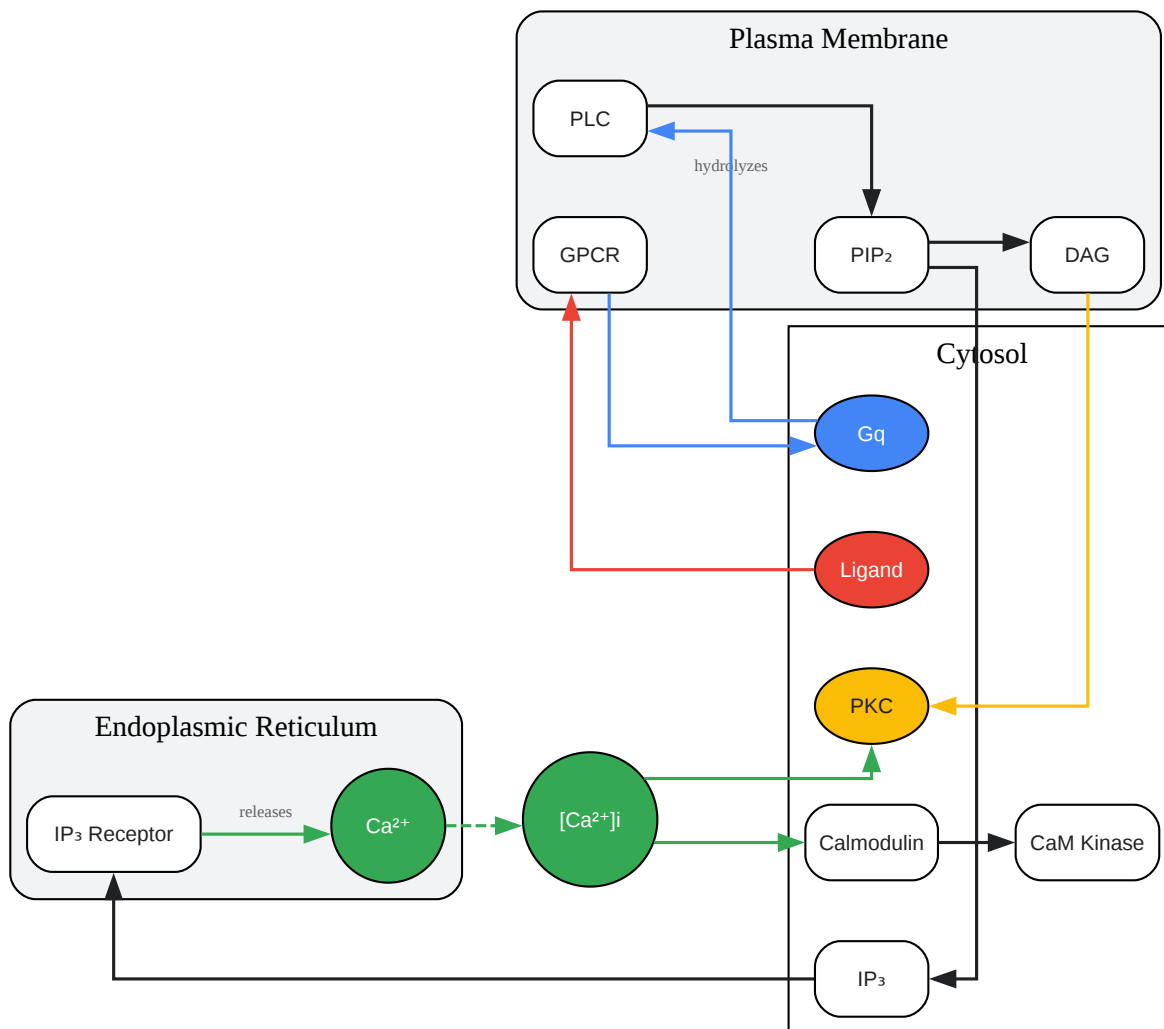 Plasma Membrane
PLC
hydrolyzes
GPCR
PIP₂
DAG
Cytosol
Gq
Ligand
PKC
Endoplasmic Reticulum
IP₃ Receptor
releases
Ca²⁺
[Ca²⁺]i
Calmodulin
CaM Kinase
IP₃